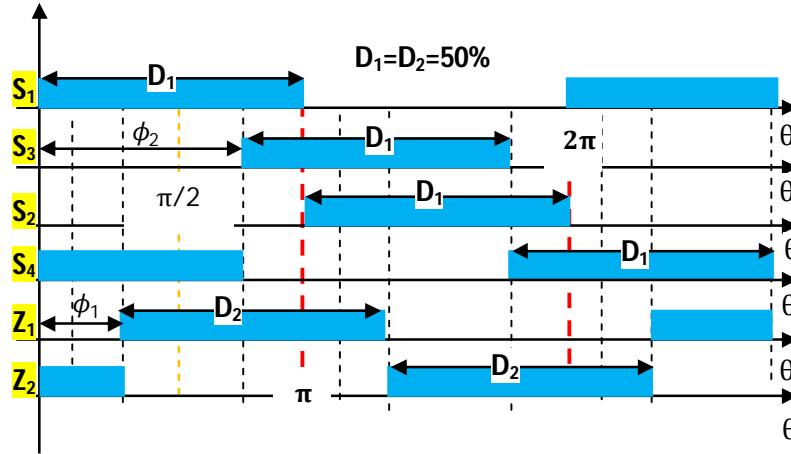 D₁=D₂=50%
S₁ D₁ θ
S₃ ϕ₂ D₁ 2π θ
S₂ π/2 D₁ θ
S₄ D₁ θ
Z₁ ϕ₁ D₂ θ
Z₂ π D₂ θ